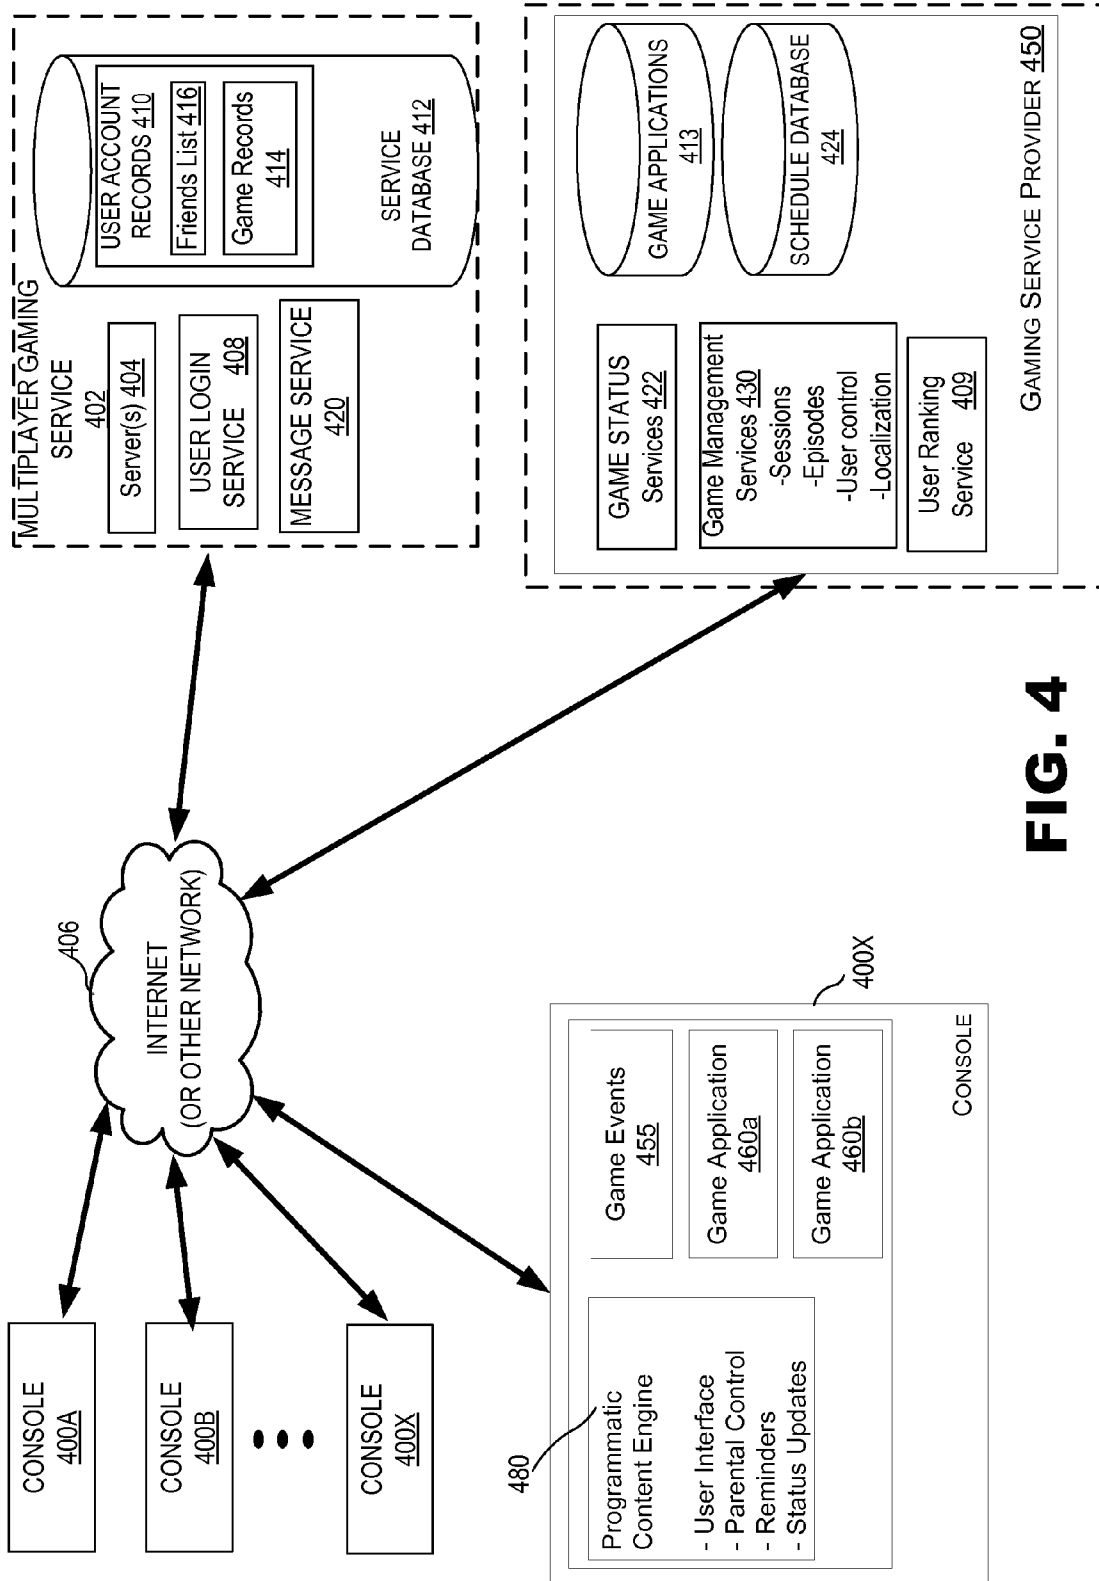 CONSOLE
400A
CONSOLE
400B
CONSOLE
400X
406
INTERNET
(OR OTHER NETWORK)
MULTIPLAYER GAMING
SERVICE
402
Server(s) 404
USER LOGIN
SERVICE 408
MESSAGE SERVICE
420
USER ACCOUNT
RECORDS 410
Friends List 416
Game Records
414
SERVICE
DATABASE 412
480
Programmatic
Content Engine
- User Interface
- Parental Control
- Reminders
- Status Updates
Game Events
455
Game Application
460a
Game Application
460b
CONSOLE
400X
GAME STATUS
Services 422
Game Management
Services 430
-Sessions
-Episodes
-User control
-Localization
User Ranking
Service 409
GAME APPLICATIONS
413
SCHEDULE DATABASE
424
GAMING SERVICE PROVIDER 450
FIG. 4